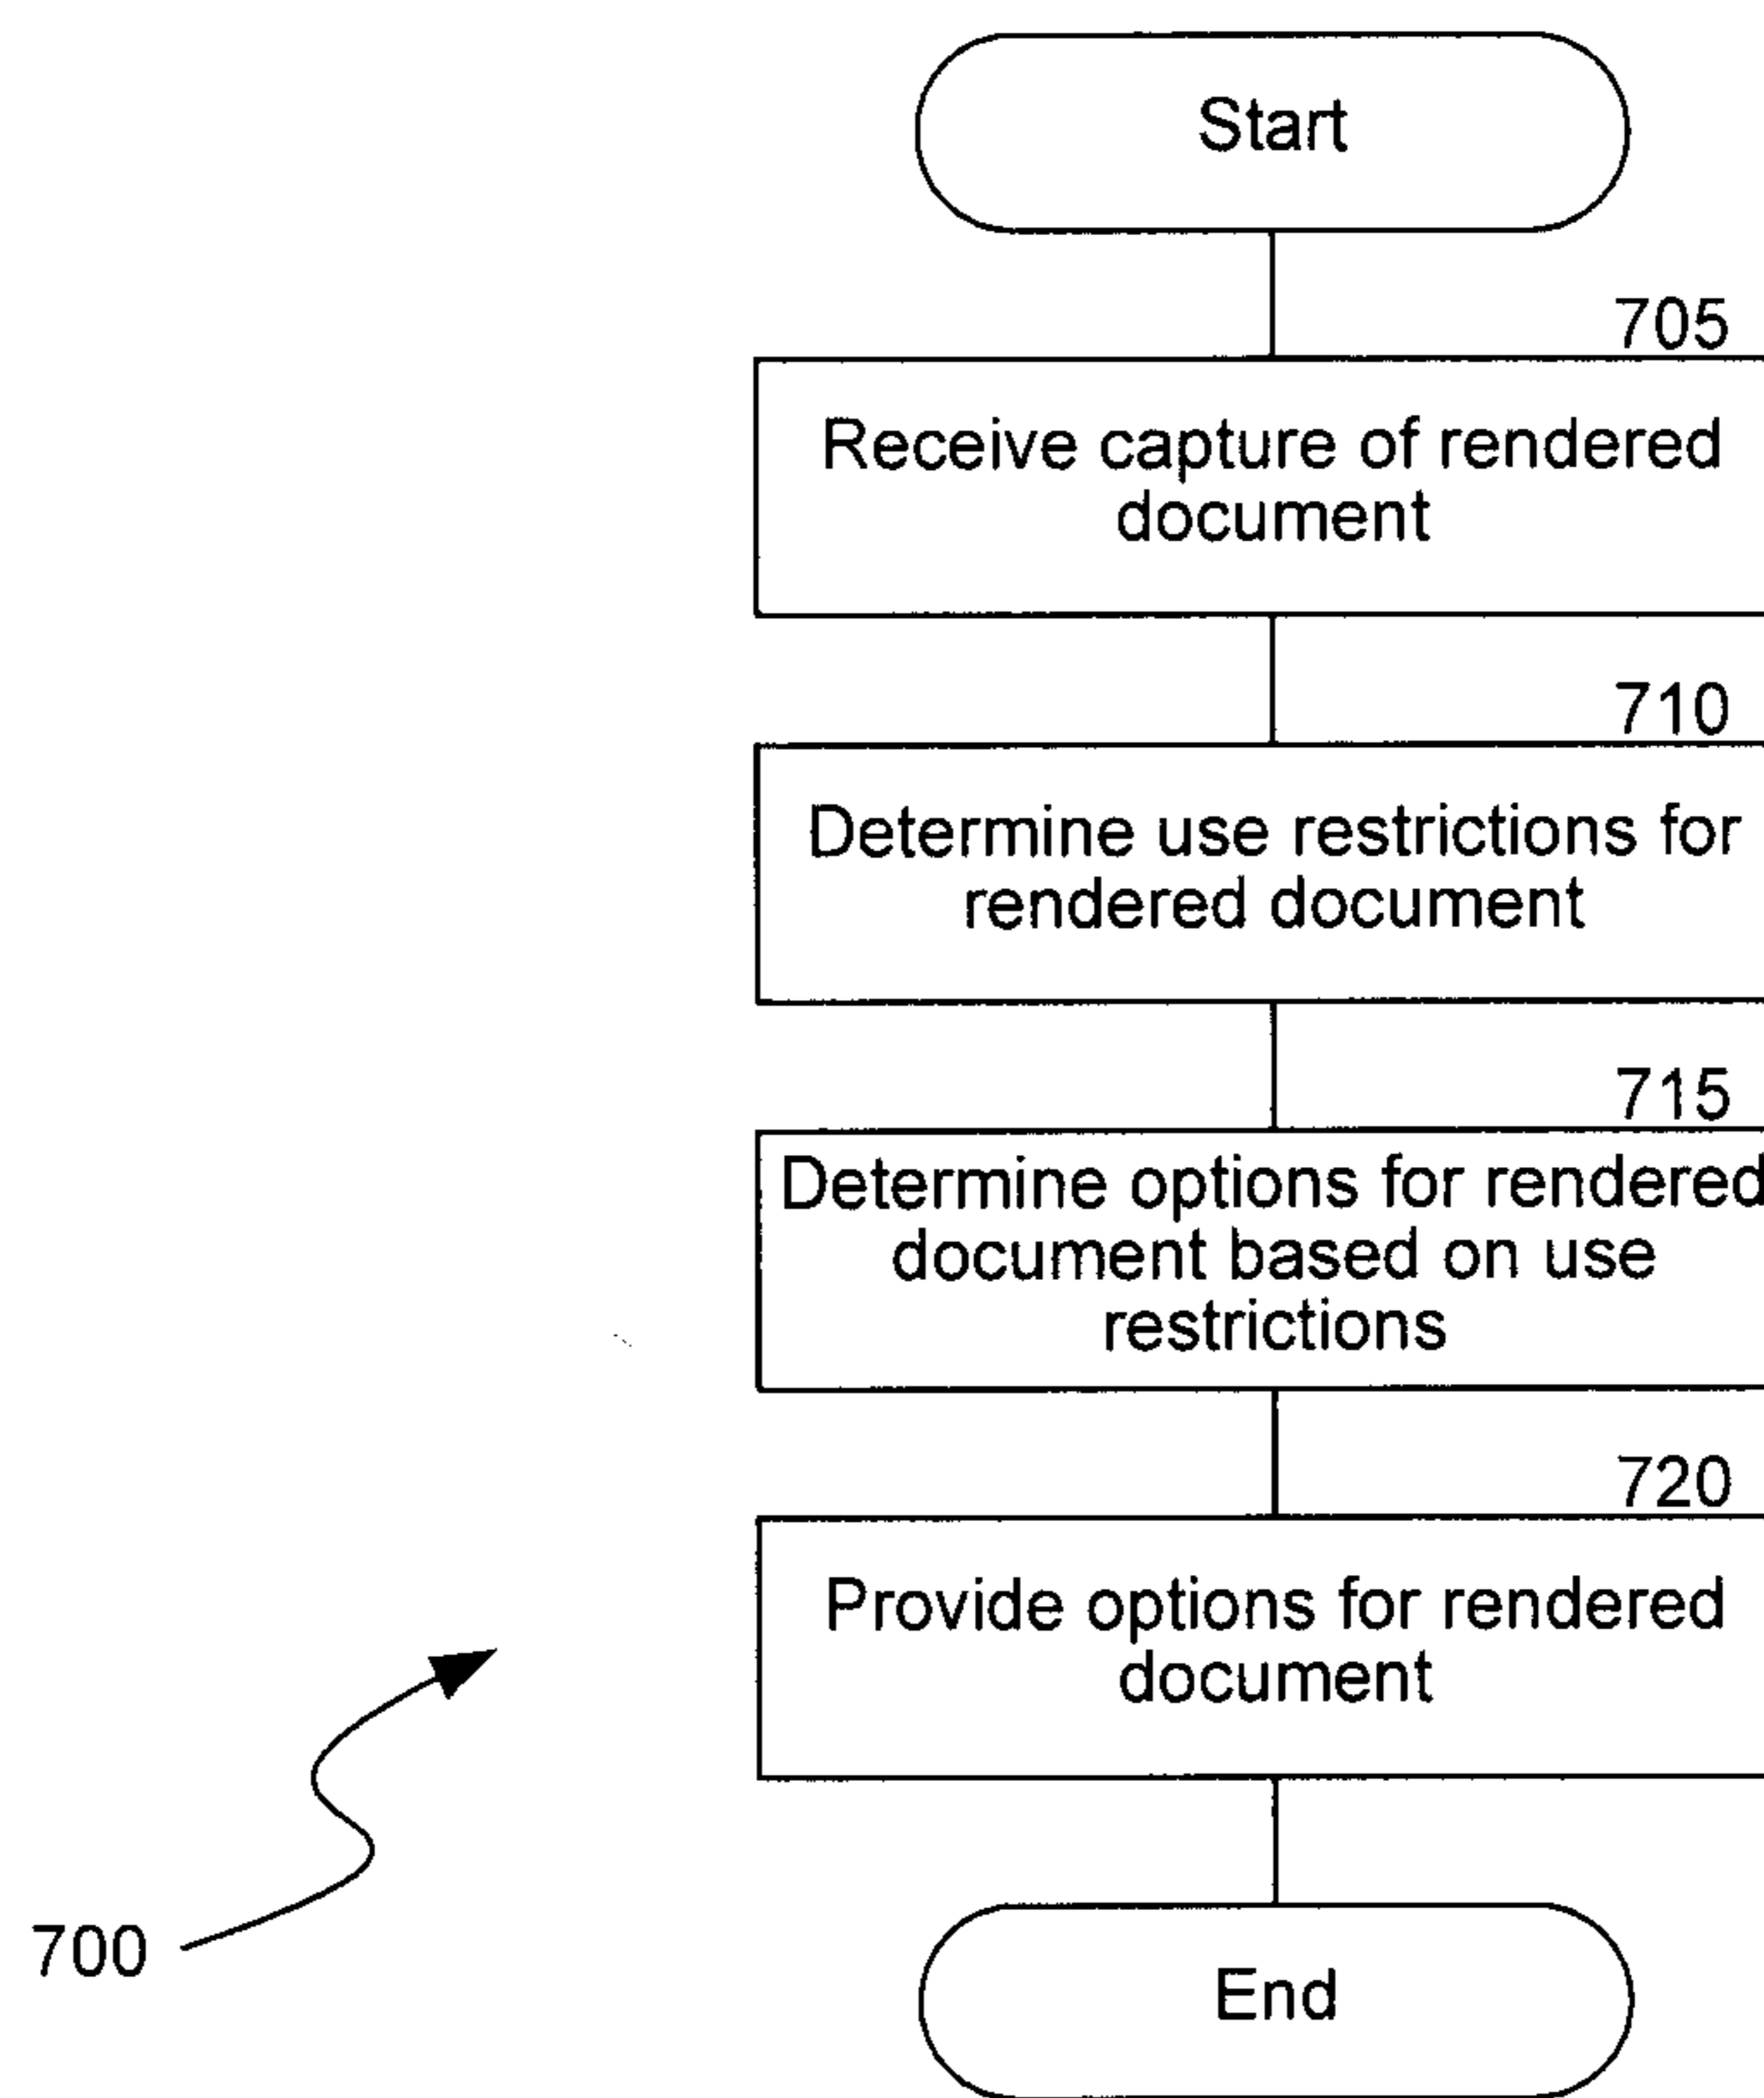 Start
705
Receive capture of rendered
document
710
Determine use restrictions for
rendered document
715
Determine options for rendered
document based on use
restrictions
720
Provide options for rendered
document
700
End